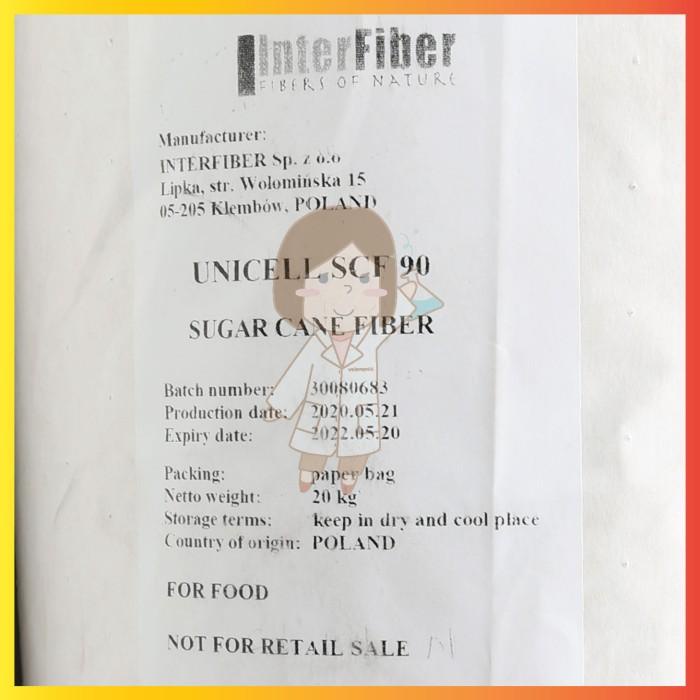 InterFiber
FIBERS OF NATURE
Manufacturer:
INTERFIBER Sp. z o.o
Lipka, str. Wołomińska 15
05-205 Klembów, POLAND
UNICELL SCF 90
SUGAR CANE FIBER
Batch number: 30080683
Production date: 2020.05.21
Expiry date: 2022.05.20
Packing: paper bag
Netto weight: 20 kg
Storage terms: keep in dry and cool place
Country of origin: POLAND
FOR FOOD
NOT FOR RETAIL SALE